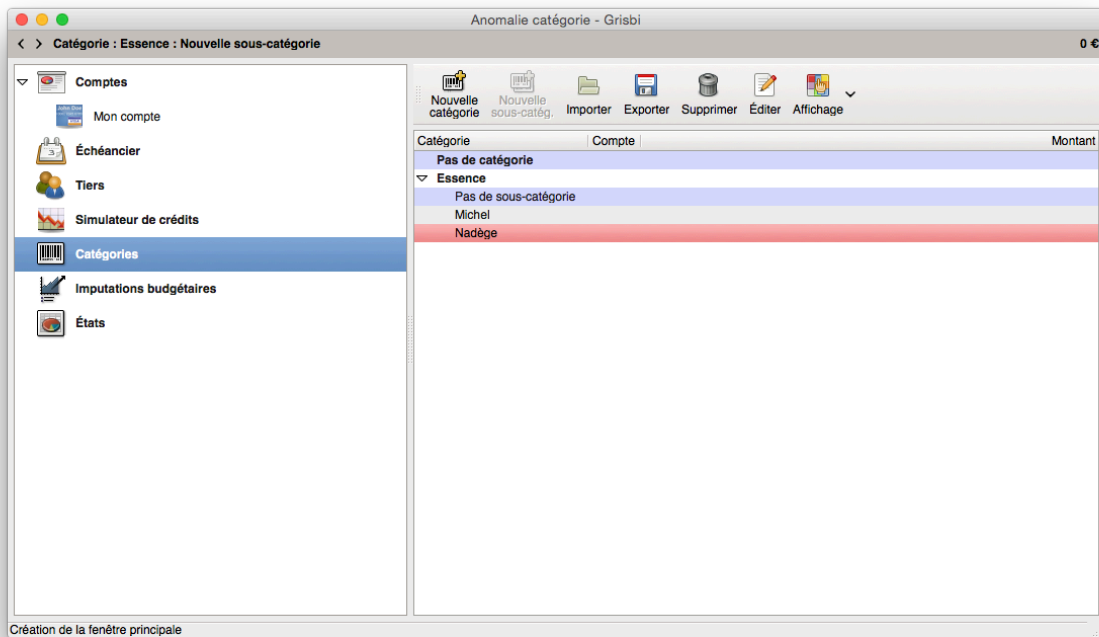 Anomalie catégorie - Grisbi
Catégorie : Essence : Nouvelle sous-catégorie
0 €
Comptes
Mon compte
Échéancier
Tiers
Simulateur de crédits
Catégories
Imputations budgétaires
États
Nouvelle catégorie
Nouvelle sous-catég.
Importer
Exporter
Supprimer
Éditer
Affichage
Catégorie Compte Montant
Pas de catégorie
Essence
Pas de sous-catégorie
Michel
Nadège
Création de la fenêtre principale